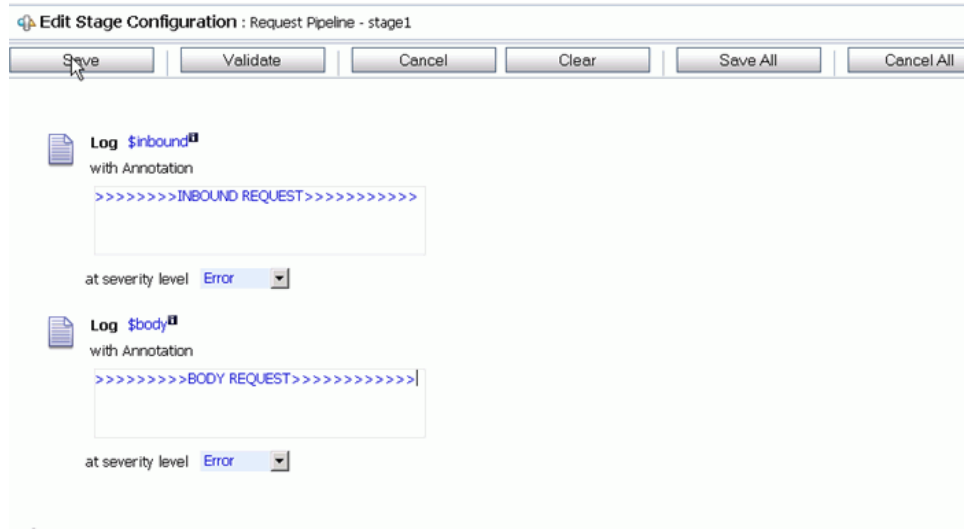 Edit Stage Configuration : Request Pipeline - stage1
Save Validate Cancel Clear Save All Cancel All
Log $inbound
with Annotation
>>>>>>>>INBOUND REQUEST>>>>>>>>>>>
at severity level Error
Log $body
with Annotation
>>>>>>>>>BODY REQUEST>>>>>>>>>>>>
at severity level Error